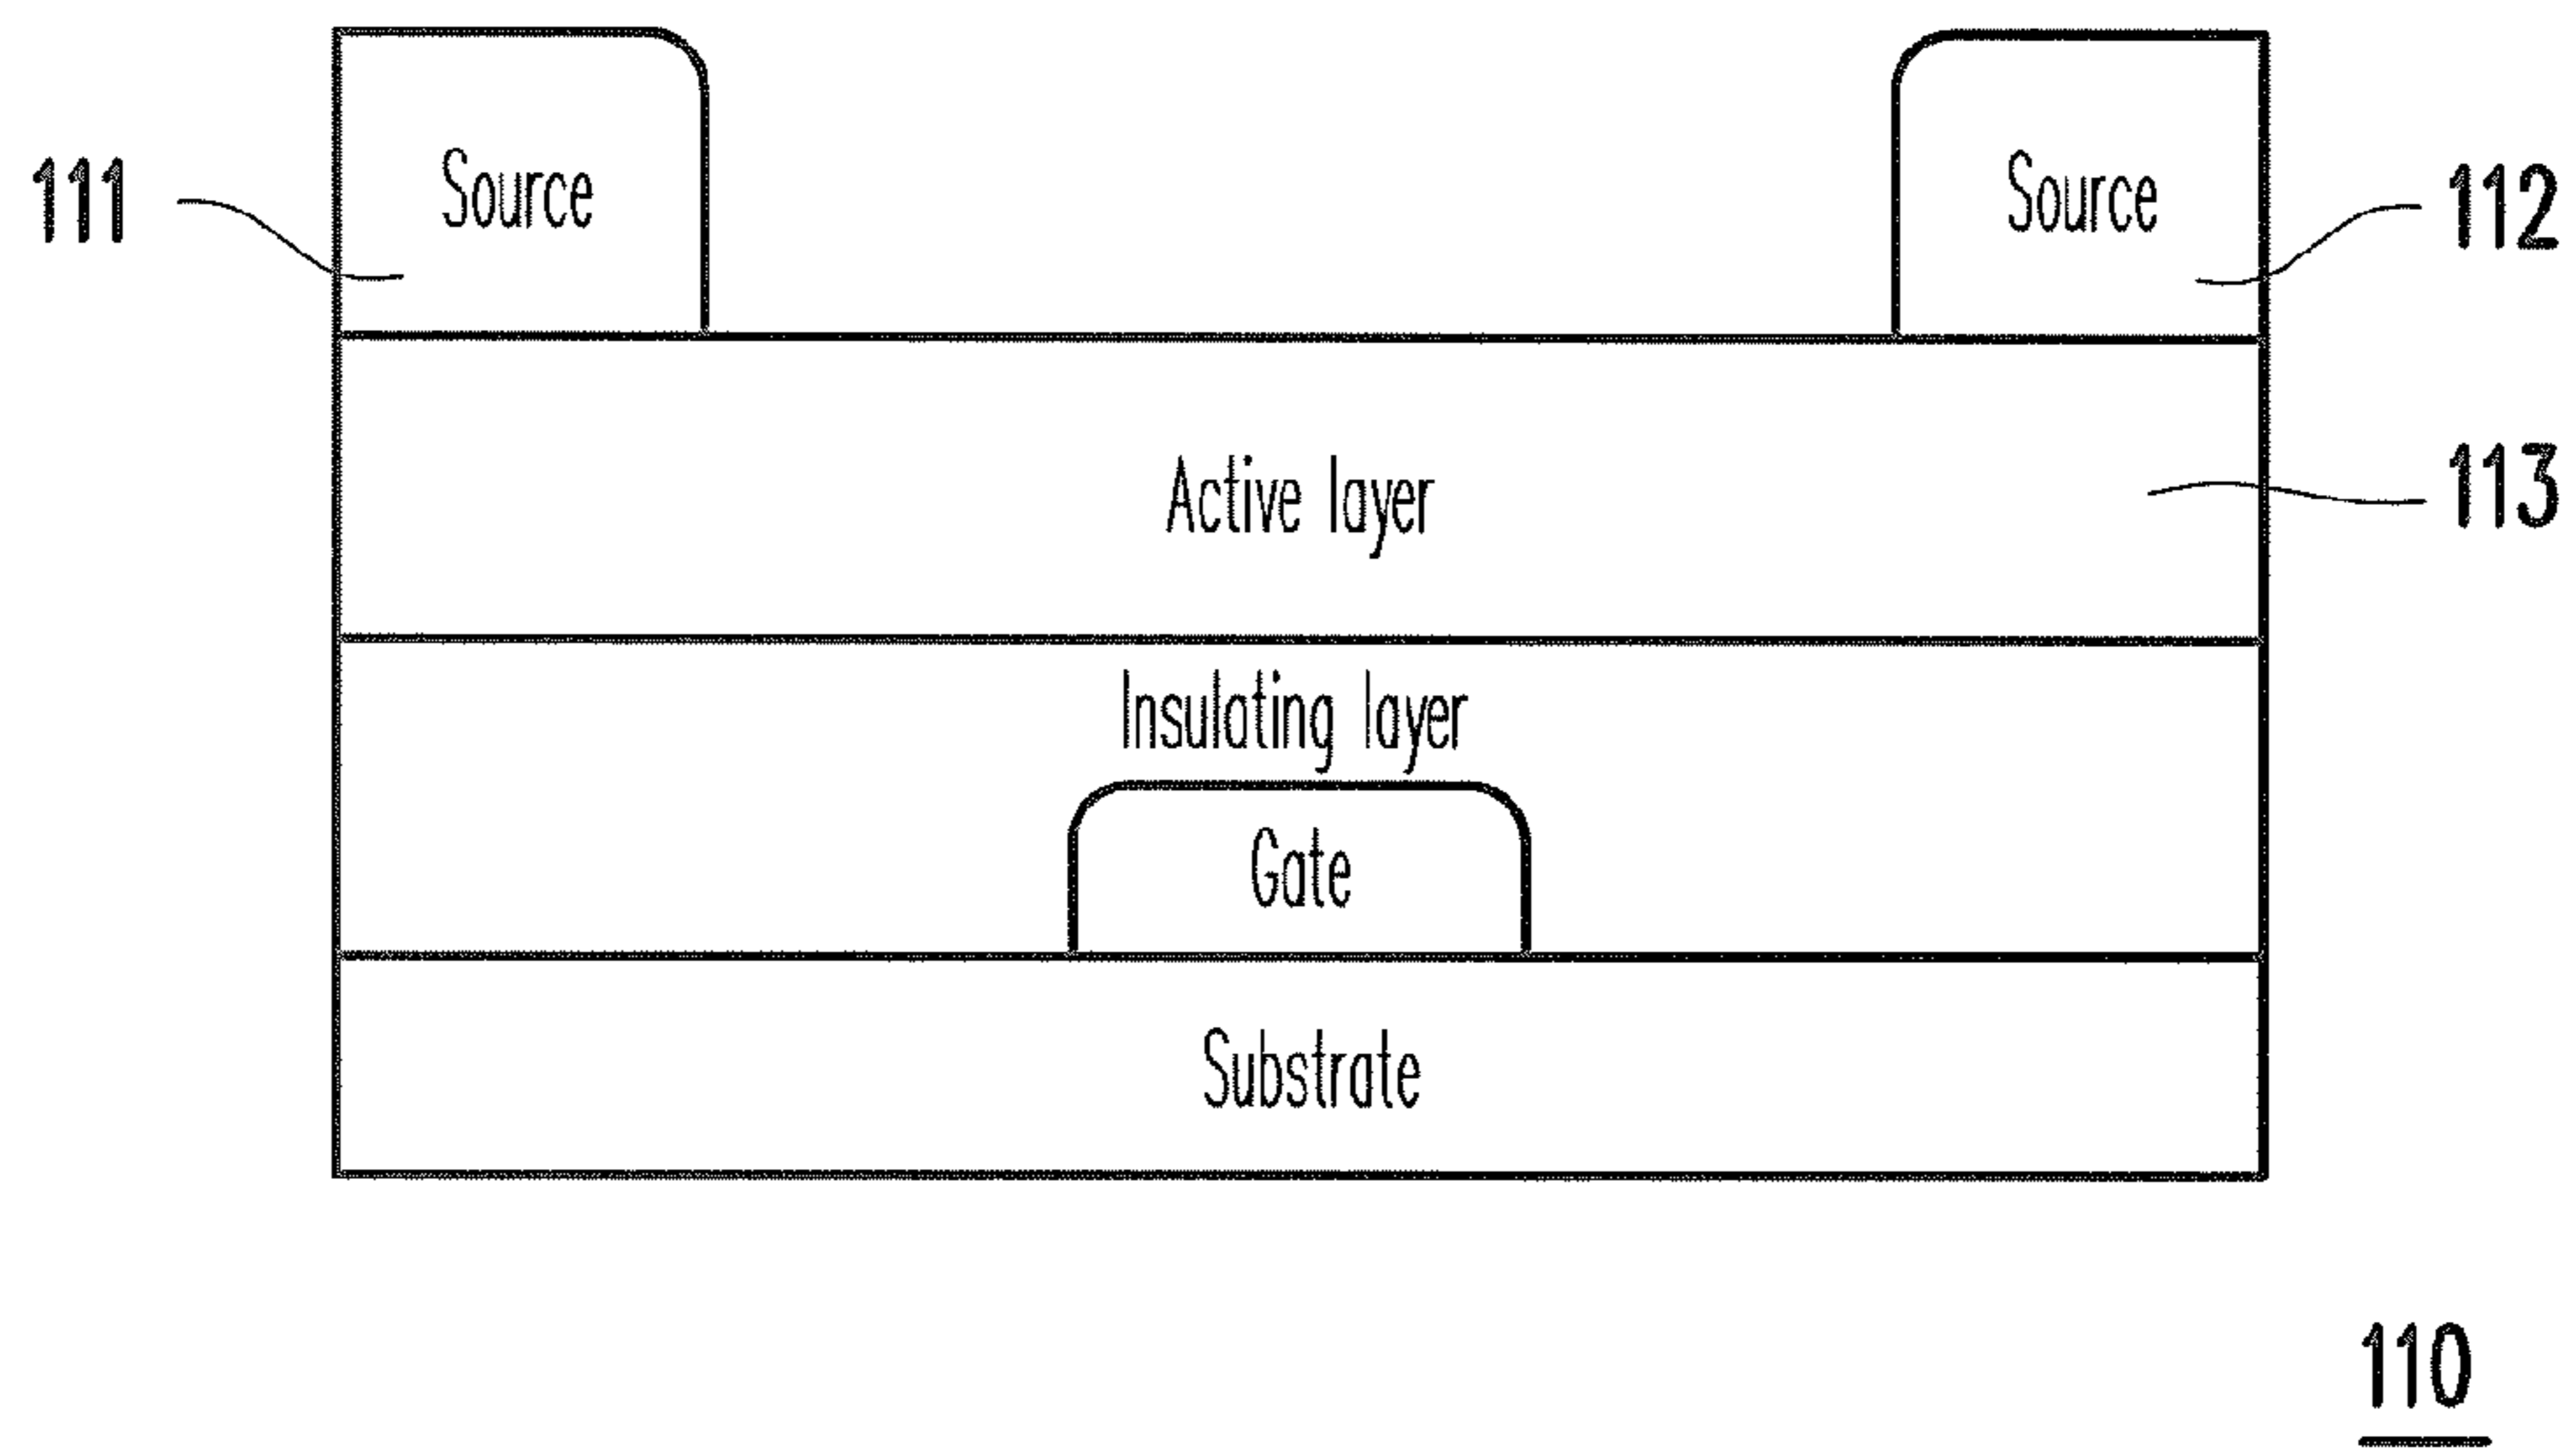 111
Source
Source
112
Active layer
113
Insulating layer
Gate
Substrate
110